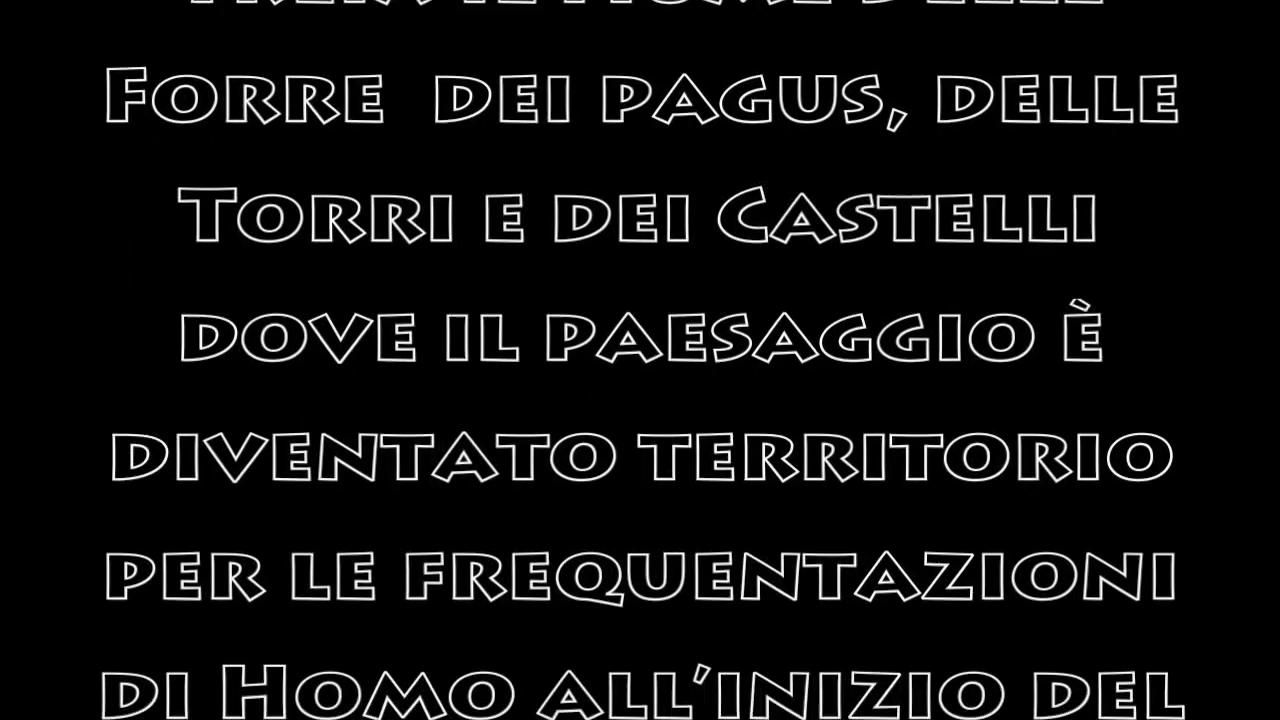 Forre dei pagus, delle
Torri e dei Castelli
dove il paesaggio è
diventato territorio
per le frequentazioni
di Homo all’inizio del